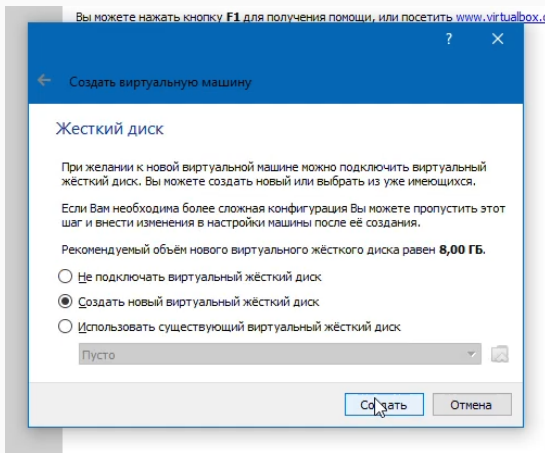 Вы можете нажать кнопку F1 для получения помощи, или посетить www.virtualbox.
?
Создать виртуальную машину
Жесткий диск
При желании к новой виртуальной машине можно подключить виртуальный
жёсткий диск. Вы можете создать новый или выбрать из уже имеющихся.
Если Вам необходима более сложная конфигурация Вы можете пропустить этот
шаг и внести изменения в настройки машины после её создания.
Рекомендуемый объём нового виртуального жёсткого диска равен 8,00 ГБ.
Не подключать виртуальный жёсткий диск
Создать новый виртуальный жёсткий диск
Использовать существующий виртуальный жёсткий диск
Пусто
Создать Отмена